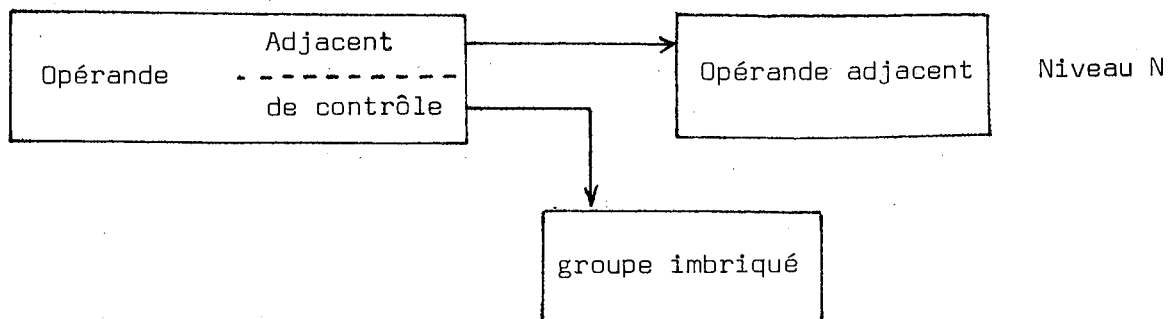 Adjacent
Opérande
de contrôle
Opérande adjacent
Niveau N
groupe imbriqué